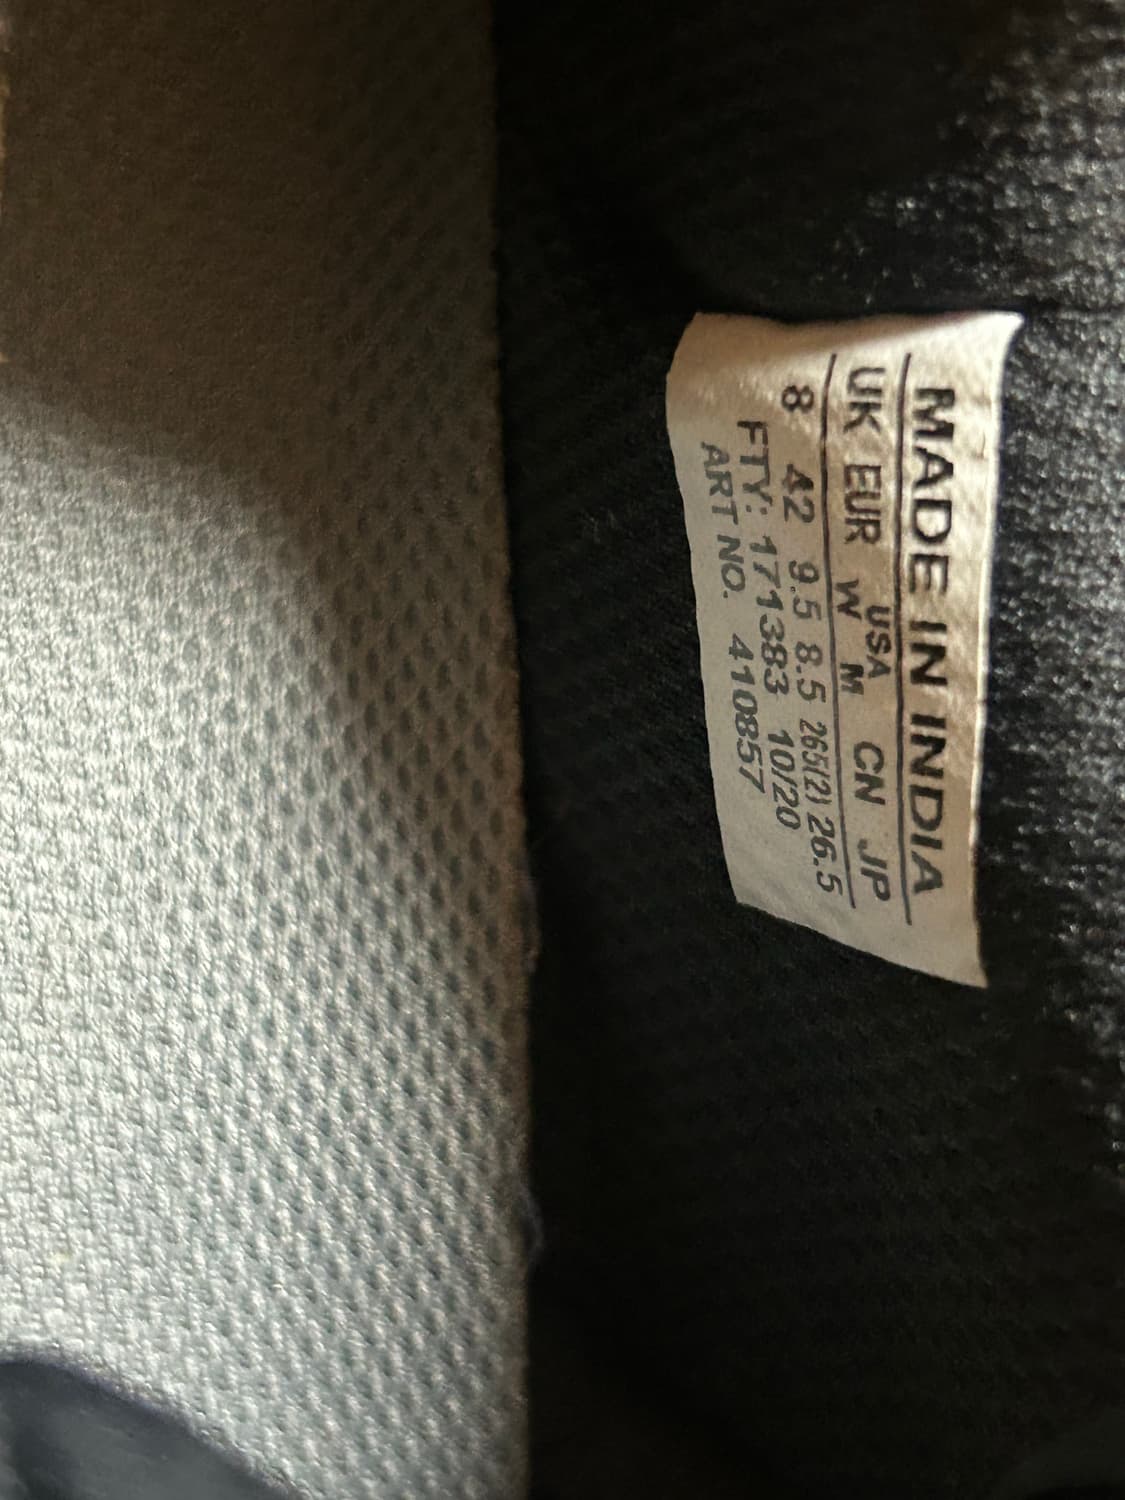 MADE IN INDIA
UK EUR USA CN JP
W M
8 42 9.5 8.5 265(2) 26.5
FTY: 171383 10/20
ART NO. 410857